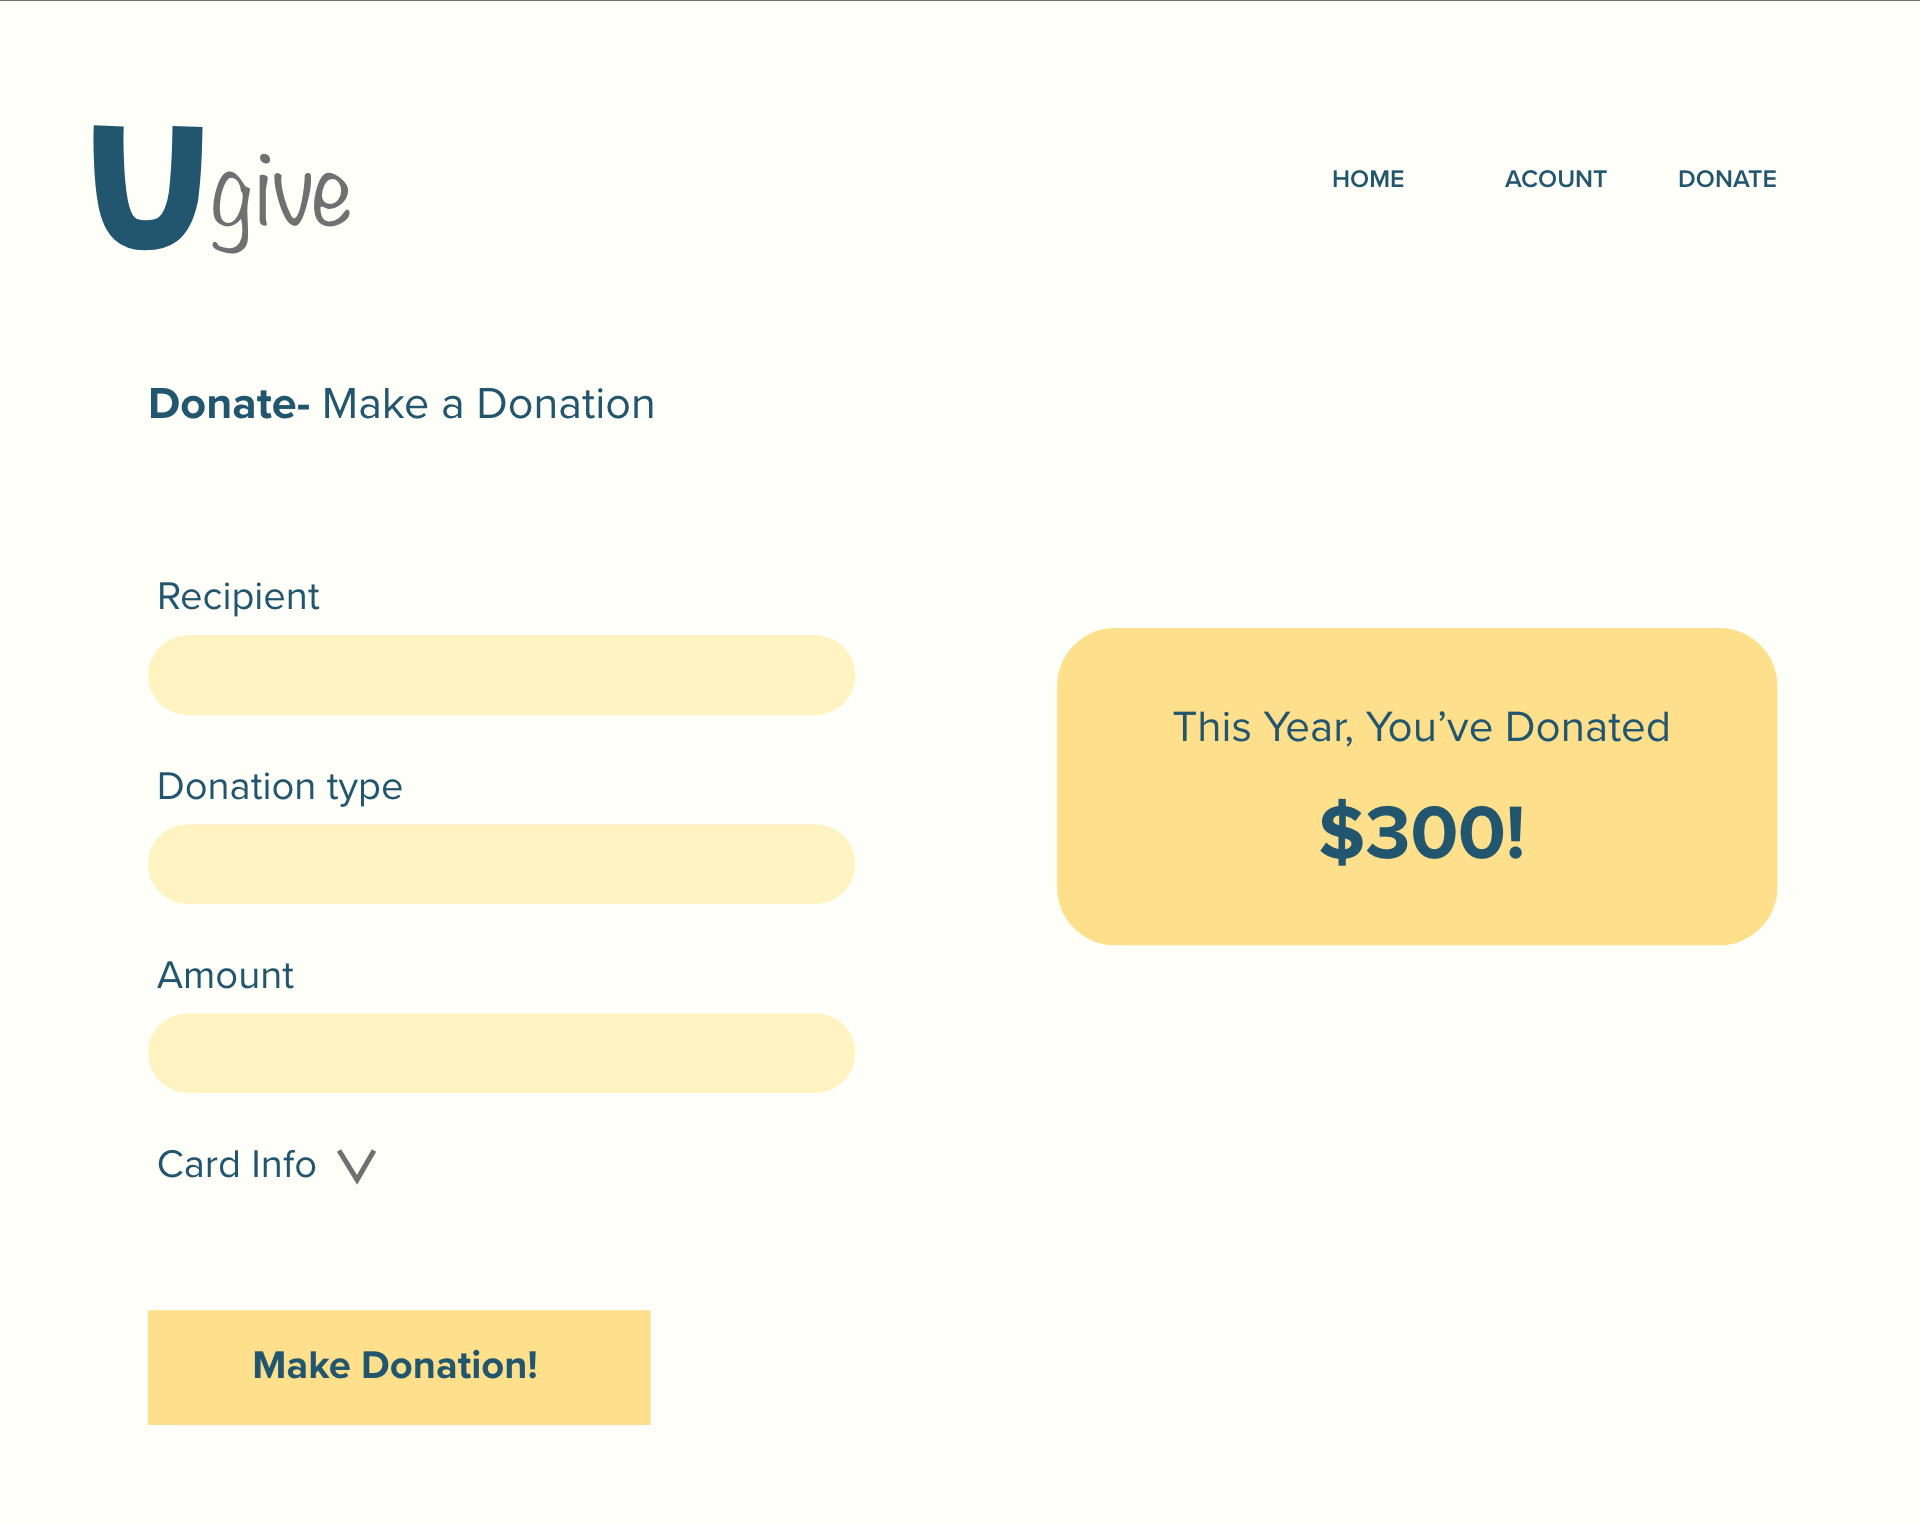 Ugive
HOME ACOUNT DONATE
Donate- Make a Donation
Recipient
This Year, You’ve Donated
$300!
Donation type
Amount
Card Info
Make Donation!